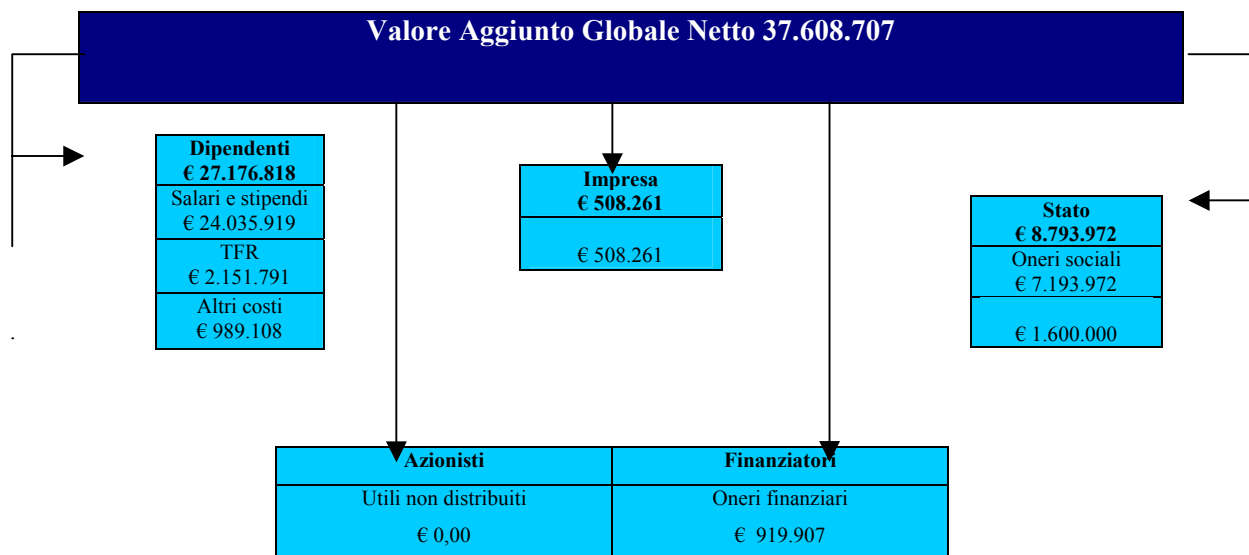 Valore Aggiunto Globale Netto 37.608.707
Dipendenti
€ 27.176.818
Salari e stipendi
€ 24.035.919
TFR
€ 2.151.791
Altri costi
€ 989.108
Impresa
€ 508.261
€ 508.261
Stato
€ 8.793.972
Oneri sociali
€ 7.193.972
€ 1.600.000
.
Azionisti
Utili non distribuiti
€ 0,00
Finanziatori
Oneri finanziari
€ 919.907